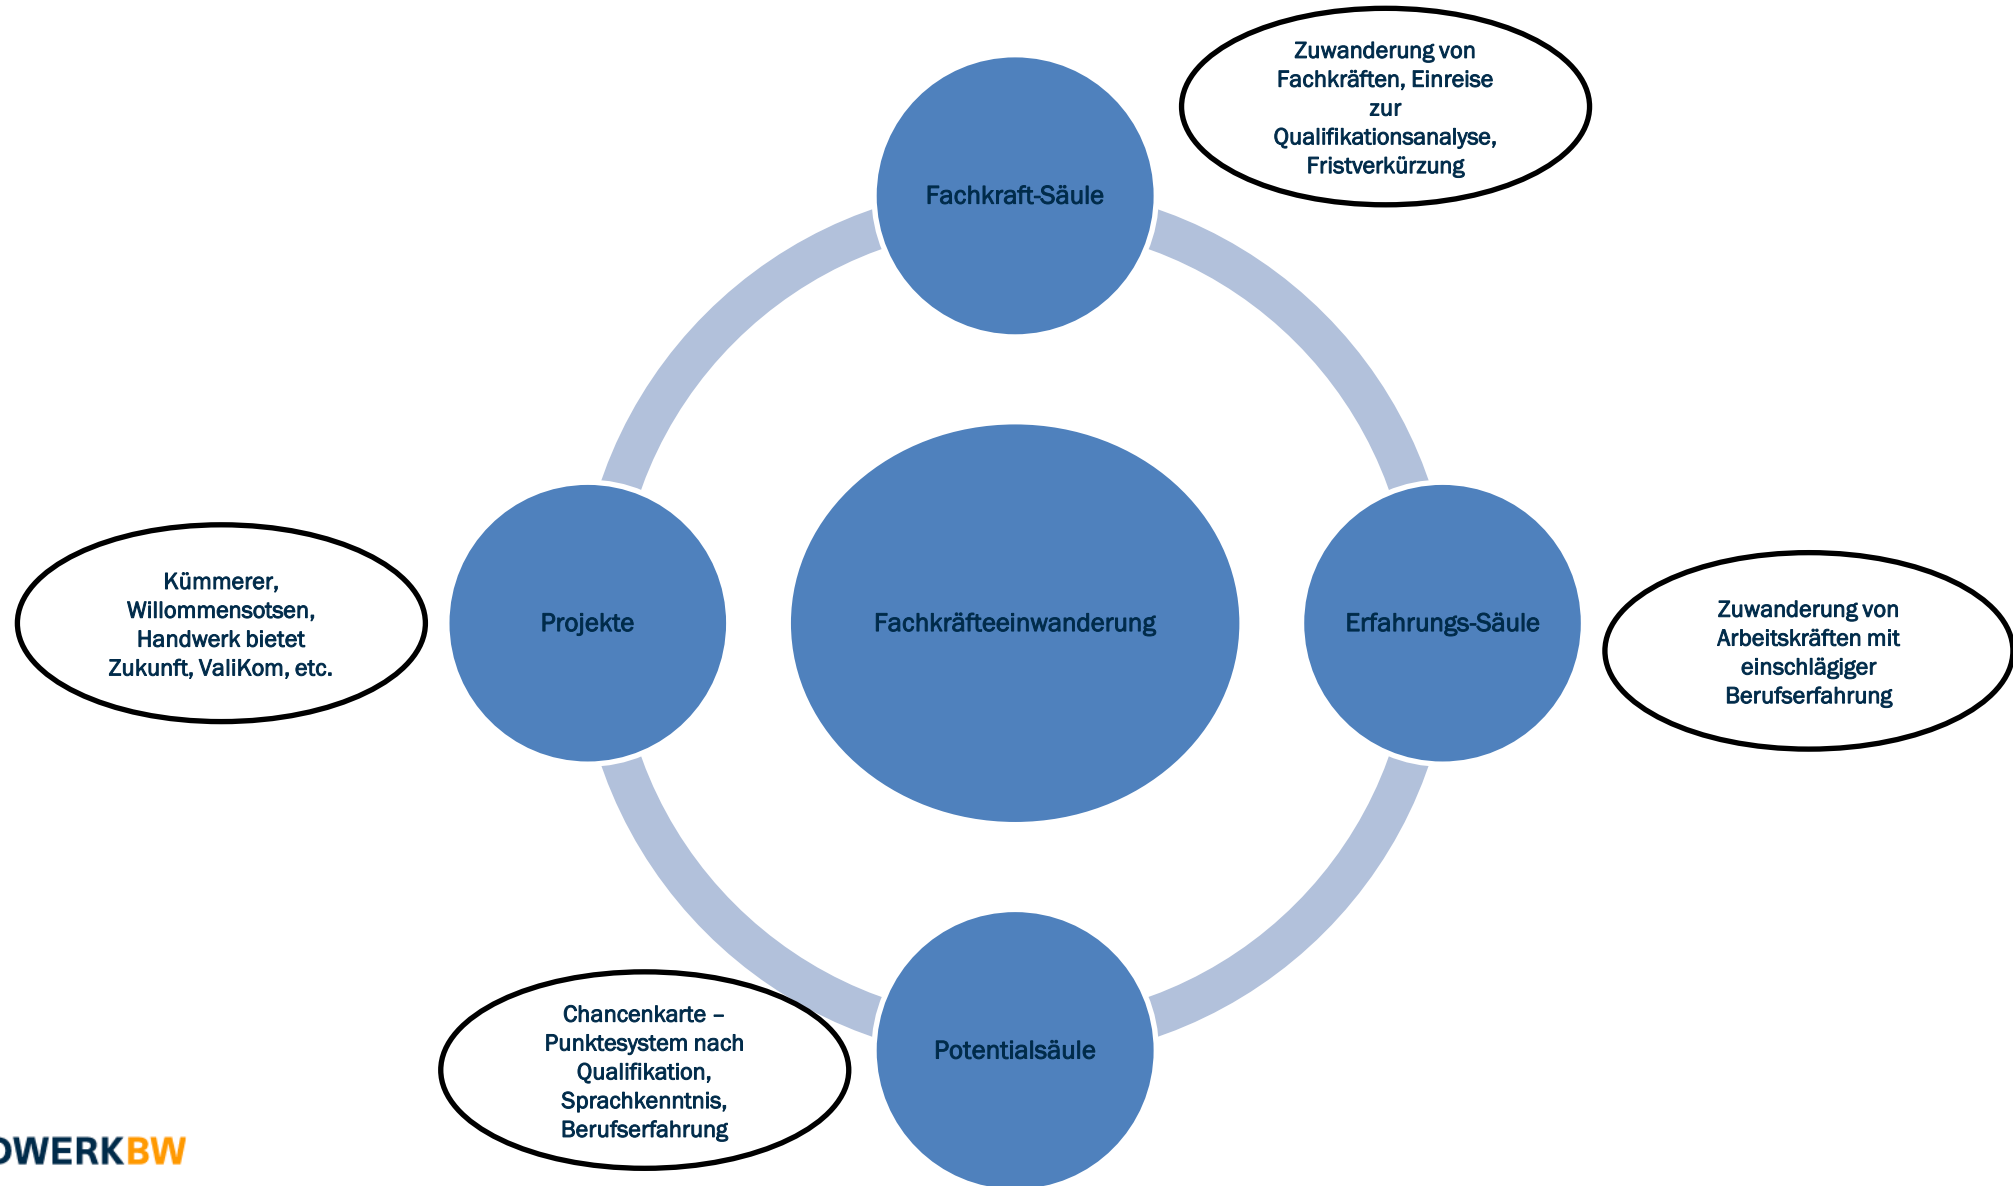 Zuwanderung von
Fachkräften, Einreise
zur
Qualifikationsanalyse,
Fristverkürzung
Fachkraft-Säule
Kümmerer,
Willommensotsen,
Handwerk bietet
Zukunft, ValiKom, etc.
Projekte
Fachkräfteeinwanderung
Erfahrungs-Säule
Zuwanderung von
Arbeitskräften mit
einschlägiger
Berufserfahrung
Chancenkarte –
Punktesystem nach
Qualifikation,
Sprachkenntnis,
Berufserfahrung
Potentialsäule
DWERKBW